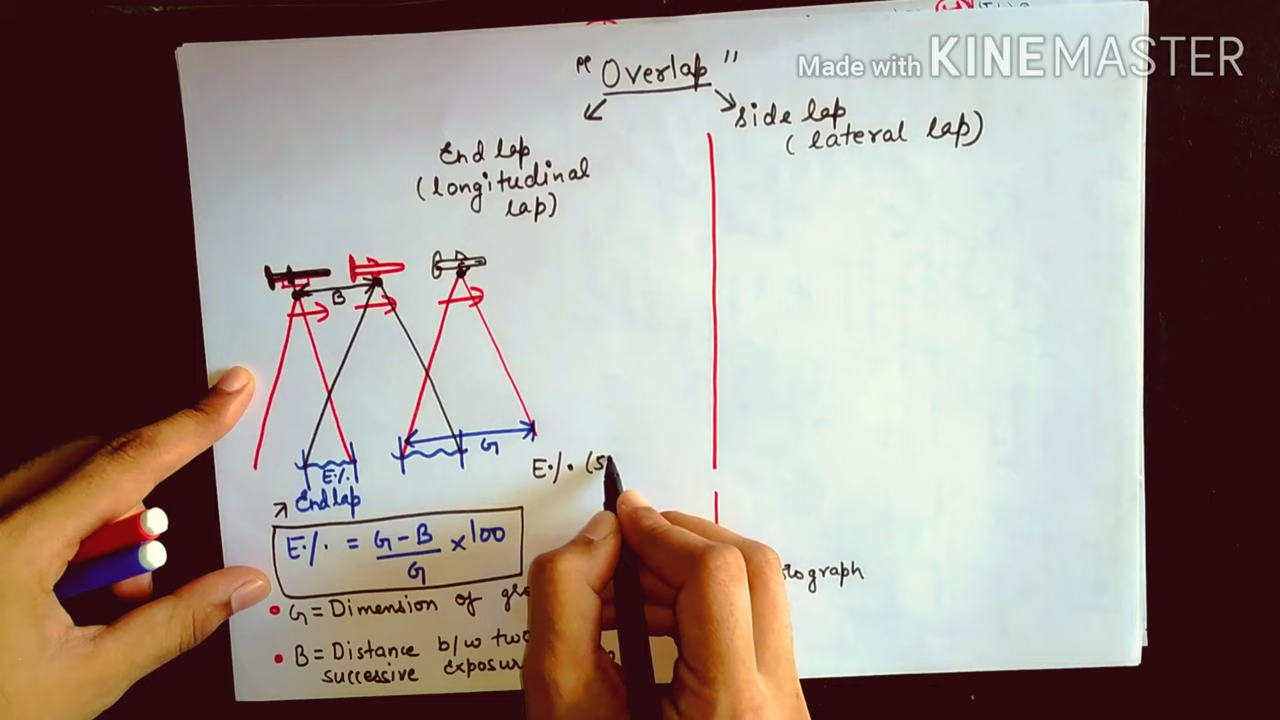 Made with KINEMASTER
"Overlap"
End lap
(longitudinal
lap)
side lap
(lateral lap)
B
G
E%
End lap
E% (5
E% = G-B/G × 100
G = Dimension of
B = Distance b/w two
successive